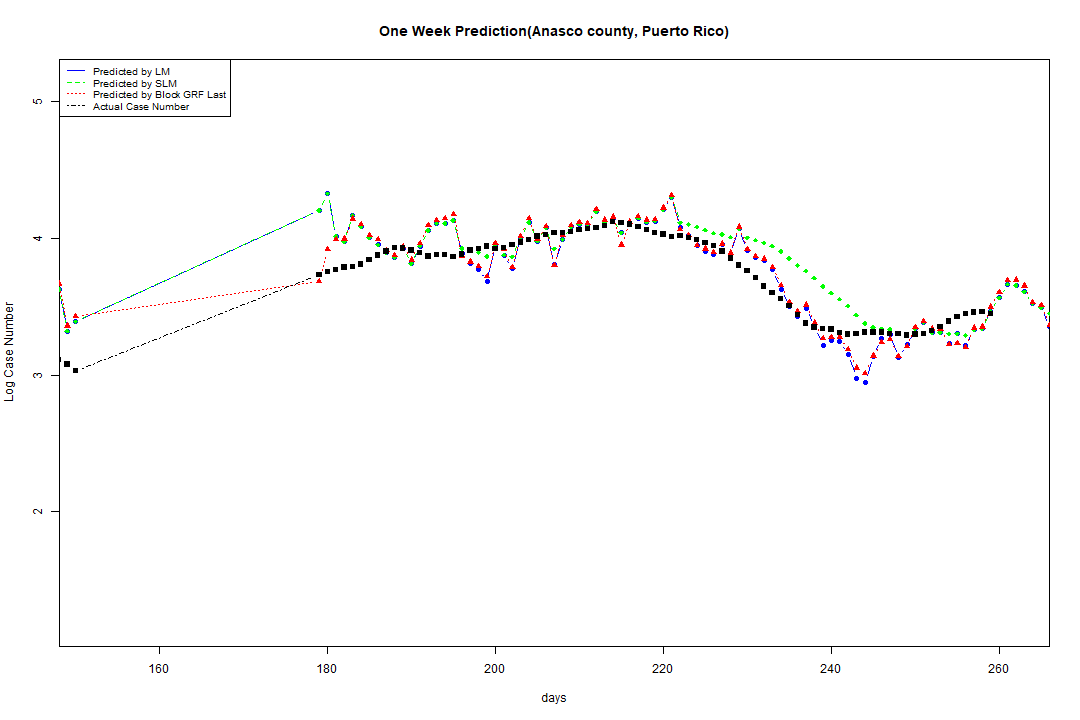 One Week Prediction(Anasco county, Puerto Rico)
Predicted by LM
Predicted by SLM
Predicted by Block GRF Last
Actual Case Number
5
4
3
2
Log Case Number
160 180 200 220 240 260
days